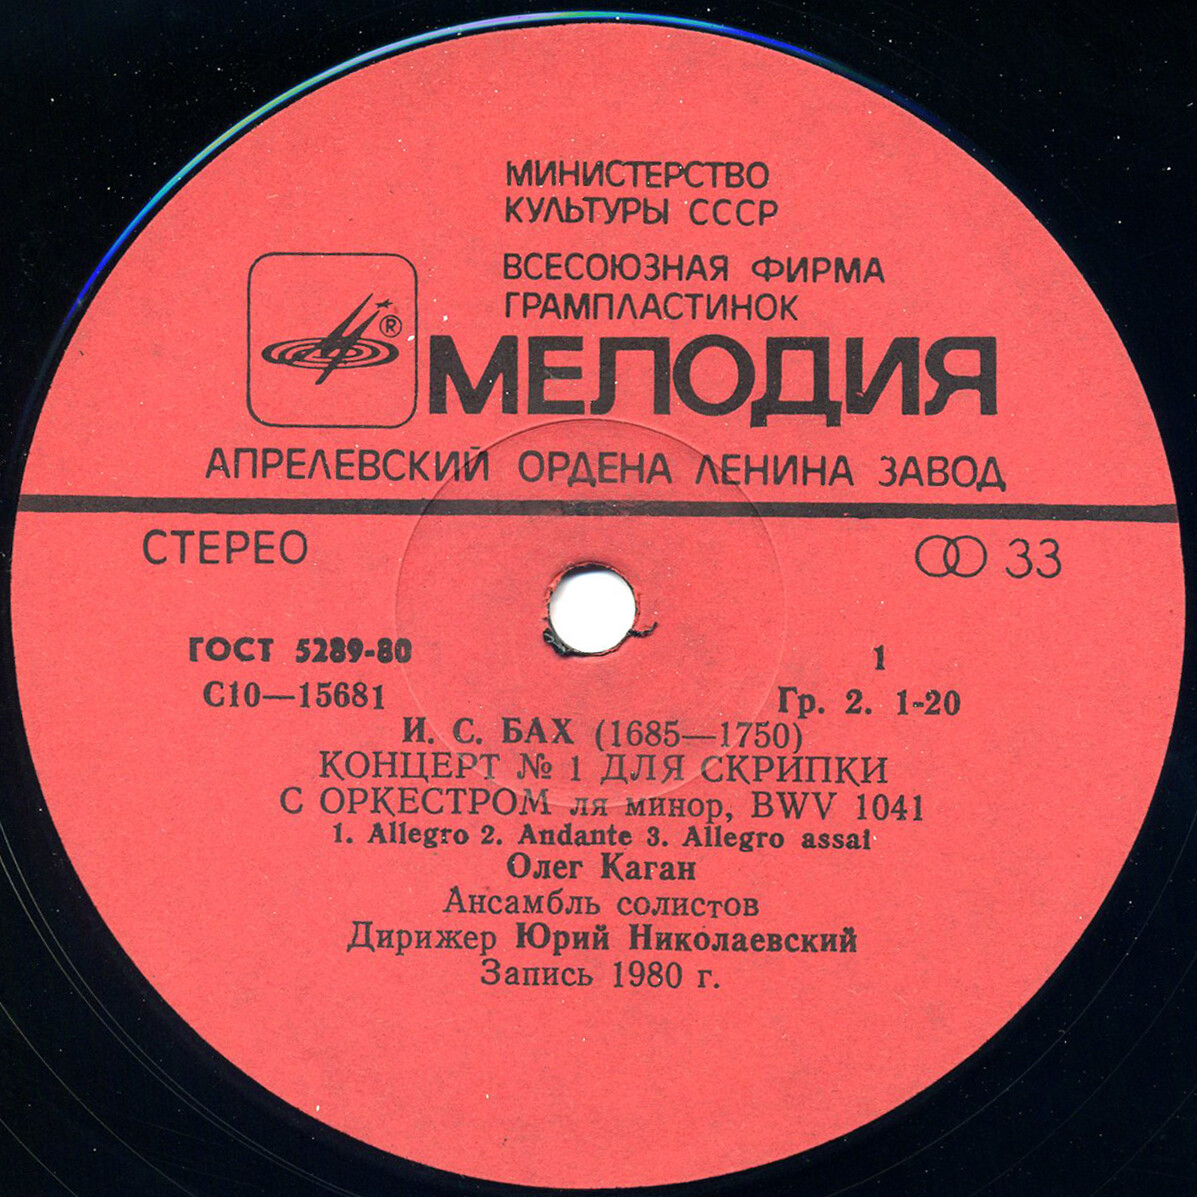 МИНИСТЕРСТВО
КУЛЬТУРЫ СССР
ВСЕСОЮЗНАЯ ФИРМА
ГРАМПЛАСТИНОК
®
МЕЛОДИЯ
АПРЕЛЕВСКИЙ ОРДЕНА ЛЕНИНА ЗАВОД
СТЕРЕО
33
ГОСТ 5289-80
1
С10—15681
Гр. 2. 1-20
И. С. БАХ (1685—1750)
КОНЦЕРТ № 1 ДЛЯ СКРИПКИ
С ОРКЕСТРОМ ля минор, BWV 1041
1. Allegro 2. Andante 3. Allegro assai
Олег Каган
Ансамбль солистов
Дирижер Юрий Николаевский
Запись 1980 г.